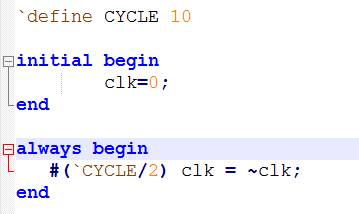 `define CYCLE 10
initial begin
clk=0;
end
always begin
#(`CYCLE/2) clk = ~clk;
end